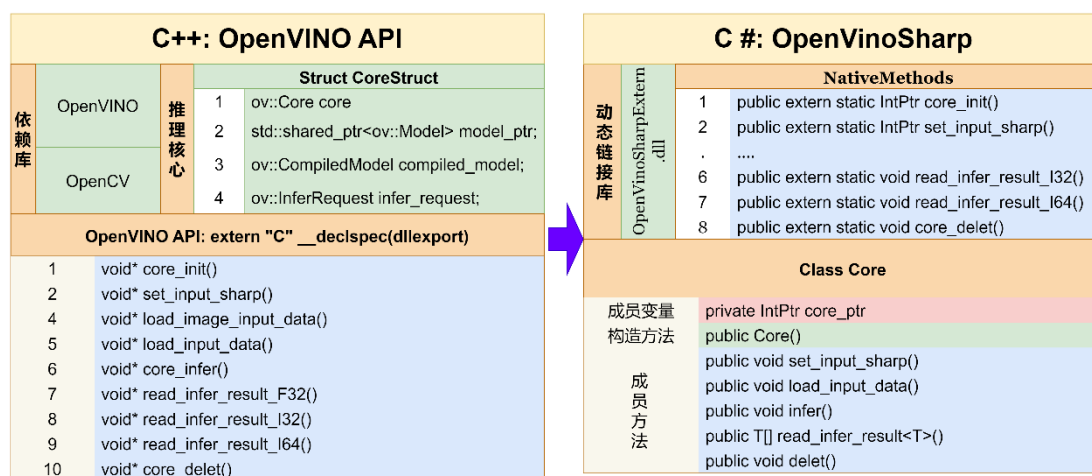 C++: OpenVINO API
依赖库
OpenVINO
OpenCV
推理核心
Struct CoreStruct
1 ov::Core core
2 std::shared_ptr<ov::Model> model_ptr;
3 ov::CompiledModel compiled_model;
4 ov::InferRequest infer_request;
OpenVINO API: extern "C" __declspec(dllexport)
1 void* core_init()
2 void* set_input_sharp()
4 void* load_image_input_data()
5 void* load_input_data()
6 void* core_infer()
7 void* read_infer_result_F32()
8 void* read_infer_result_I32()
9 void* read_infer_result_I64()
10 void* core_delet()
C #: OpenVinoSharp
动态链接库
OpenVinoSharpExtern
.dll
NativeMethods
1 public extern static IntPtr core_init()
2 public extern static IntPtr set_input_sharp()
. ....
6 public extern static void read_infer_result_I32()
7 public extern static void read_infer_result_I64()
8 public extern static void core_delet()
Class Core
成员变量 private IntPtr core_ptr
构造方法 public Core()
成员方法
public void set_input_sharp()
public void load_input_data()
public void infer()
public T[] read_infer_result<T>()
public void delet()